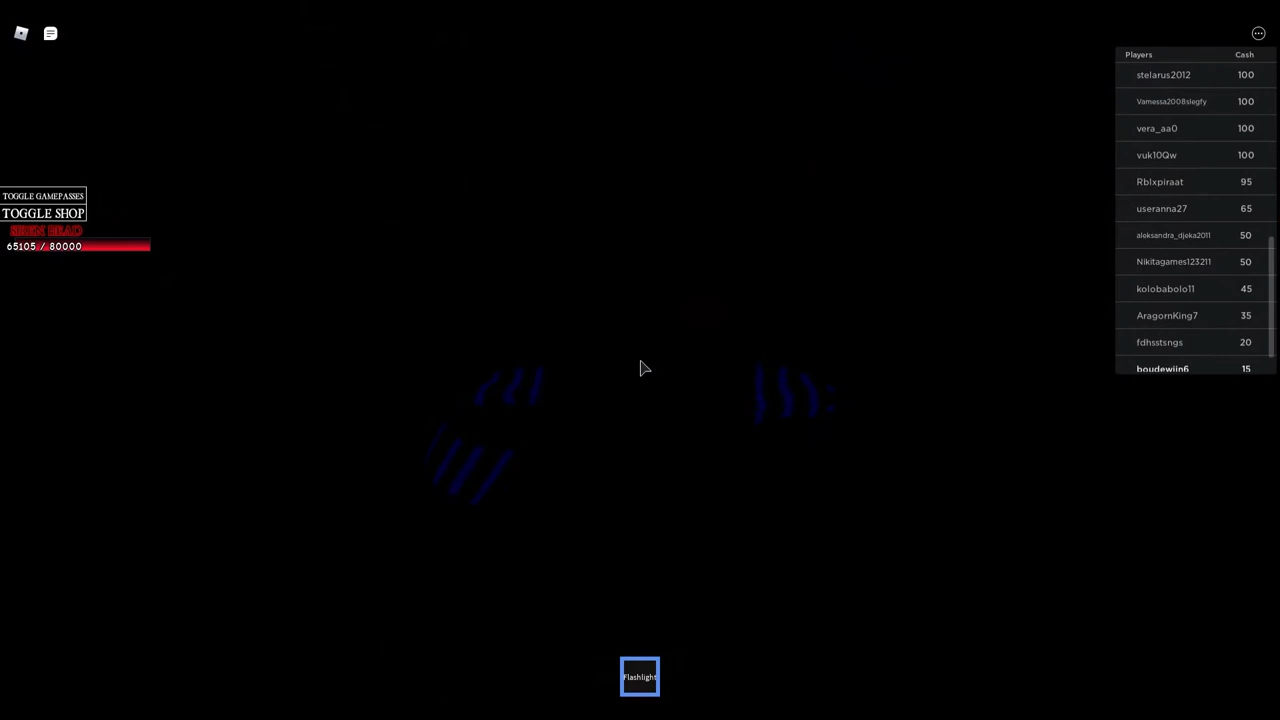 Players Cash
stelarus2012 100
Vamessa2008slegfy 100
vera_aa0 100
vuk10Qw 100
Rblxpiraat 95
useranna27 65
aleksandra_djeka2011 50
Nikitagames123211 50
kolobabolo11 45
AragornKing7 35
fdhsstsngs 20
boudewijn6 15
TOGGLE GAMEPASSES
TOGGLE SHOP
SIREN HEAD
65105 / 80000
Flashlight